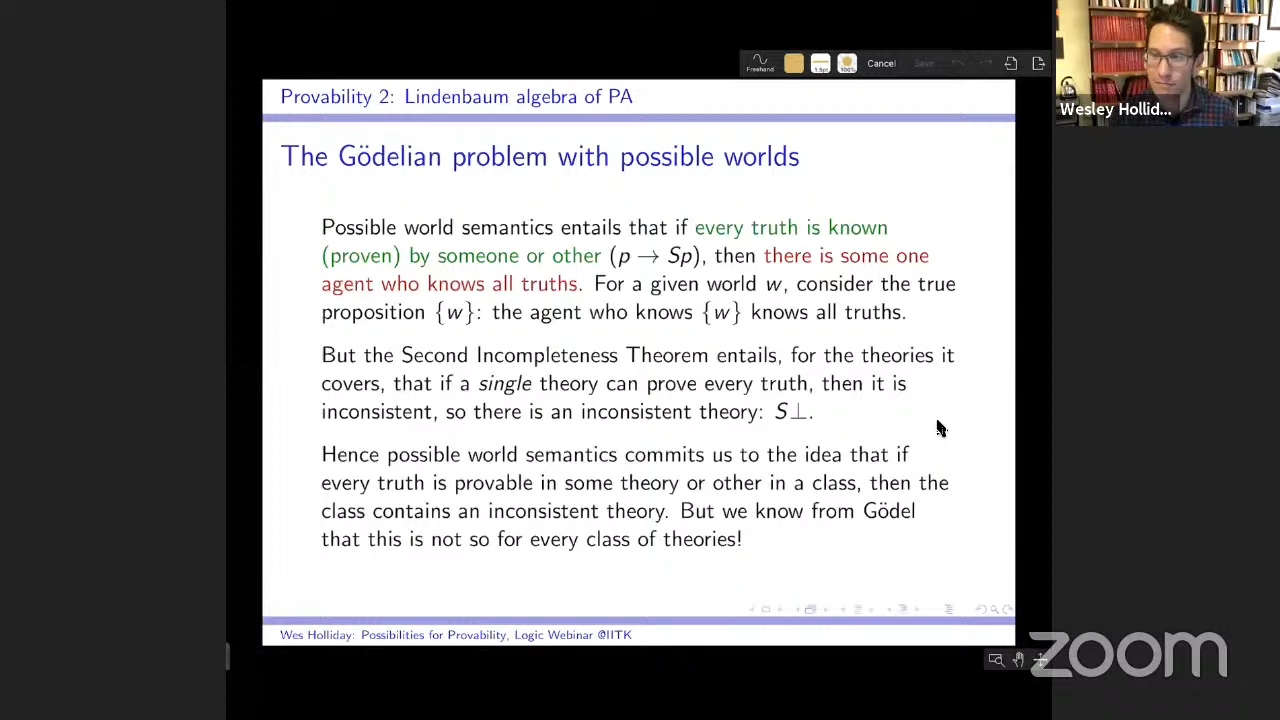 Freehand
1.5pt
100%
Cancel
Save
Wesley Hollid...
Provability 2: Lindenbaum algebra of PA
The Gödelian problem with possible worlds
Possible world semantics entails that if every truth is known
(proven) by someone or other (p → Sp), then there is some one
agent who knows all truths. For a given world w, consider the true
proposition {w}: the agent who knows {w} knows all truths.
But the Second Incompleteness Theorem entails, for the theories it
covers, that if a single theory can prove every truth, then it is
inconsistent, so there is an inconsistent theory: S⊥.
Hence possible world semantics commits us to the idea that if
every truth is provable in some theory or other in a class, then the
class contains an inconsistent theory. But we know from Gödel
that this is not so for every class of theories!
Wes Holliday: Possibilities for Provability, Logic Webinar @IITK
zoom